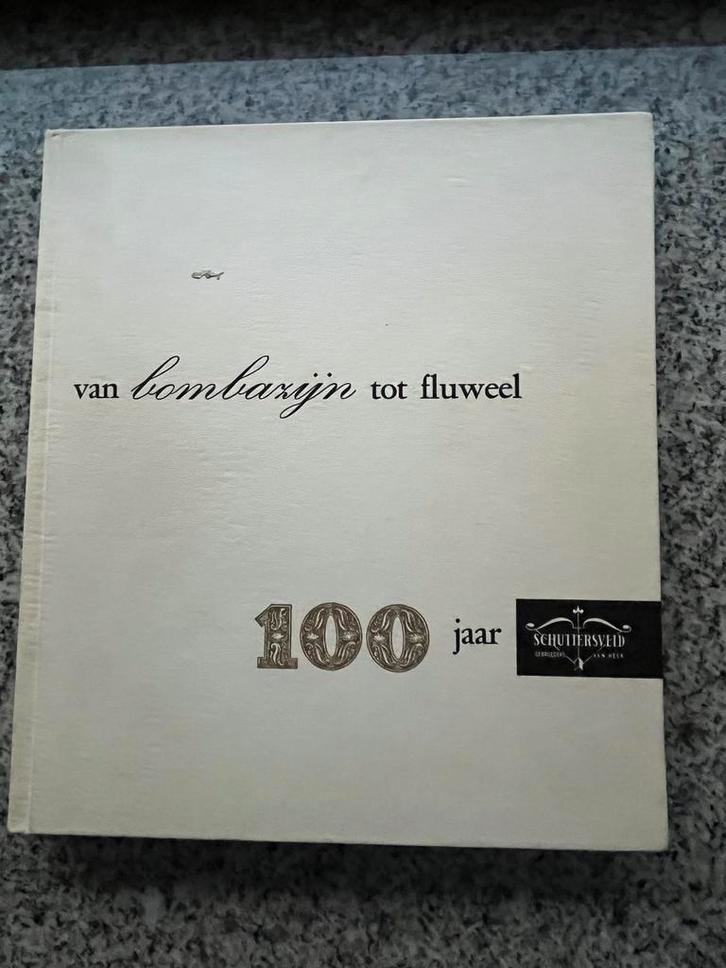 van bombazijn tot fluweel
100 jaar
SCHUTTERSVELD
GEBROEDERS VAN HEEK